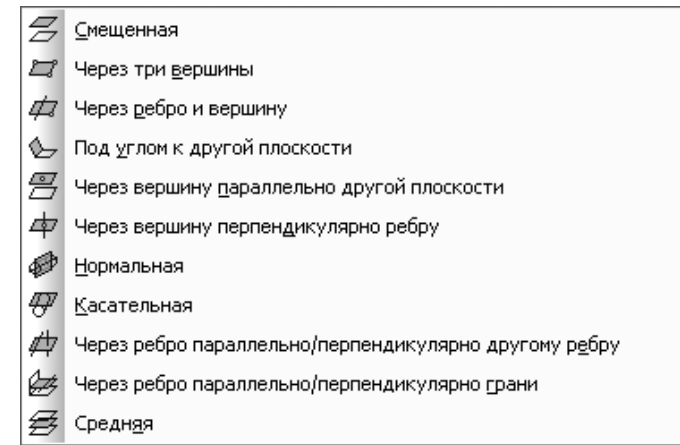 Смещенная
Через три вершины
Через ребро и вершину
Под углом к другой плоскости
Через вершину параллельно другой плоскости
Через вершину перпендикулярно ребру
Нормальная
Касательная
Через ребро параллельно/перпендикулярно другому ребру
Через ребро параллельно/перпендикулярно грани
Средняя